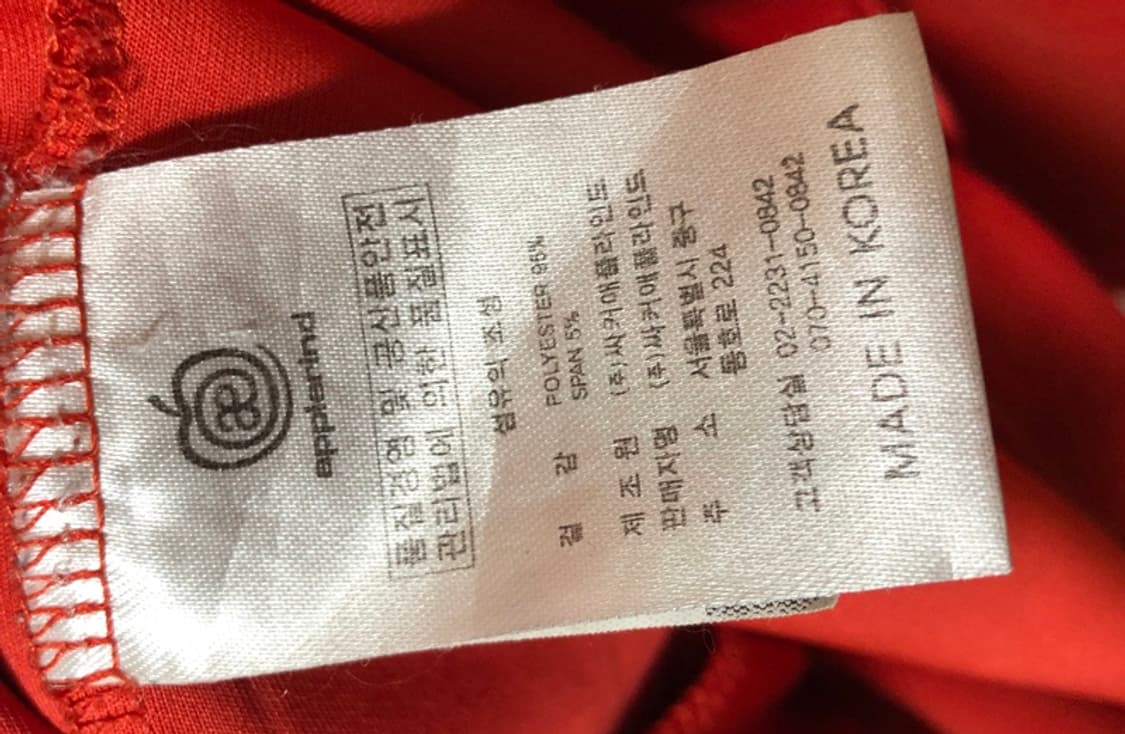 applerind
품질경영 및 공산품안전
관리법에 의한 품질표시
섬유의 조성
겉 감 POLYESTER 95%
SPAN 5%
제 조 원 (주)싸커애플라인드
판매자명 (주)싸커애플라인드
주 소 서울특별시 중구
퉁호로 224
고객상담실 02-2231-0842
070-4150-0842
MADE IN KOREA